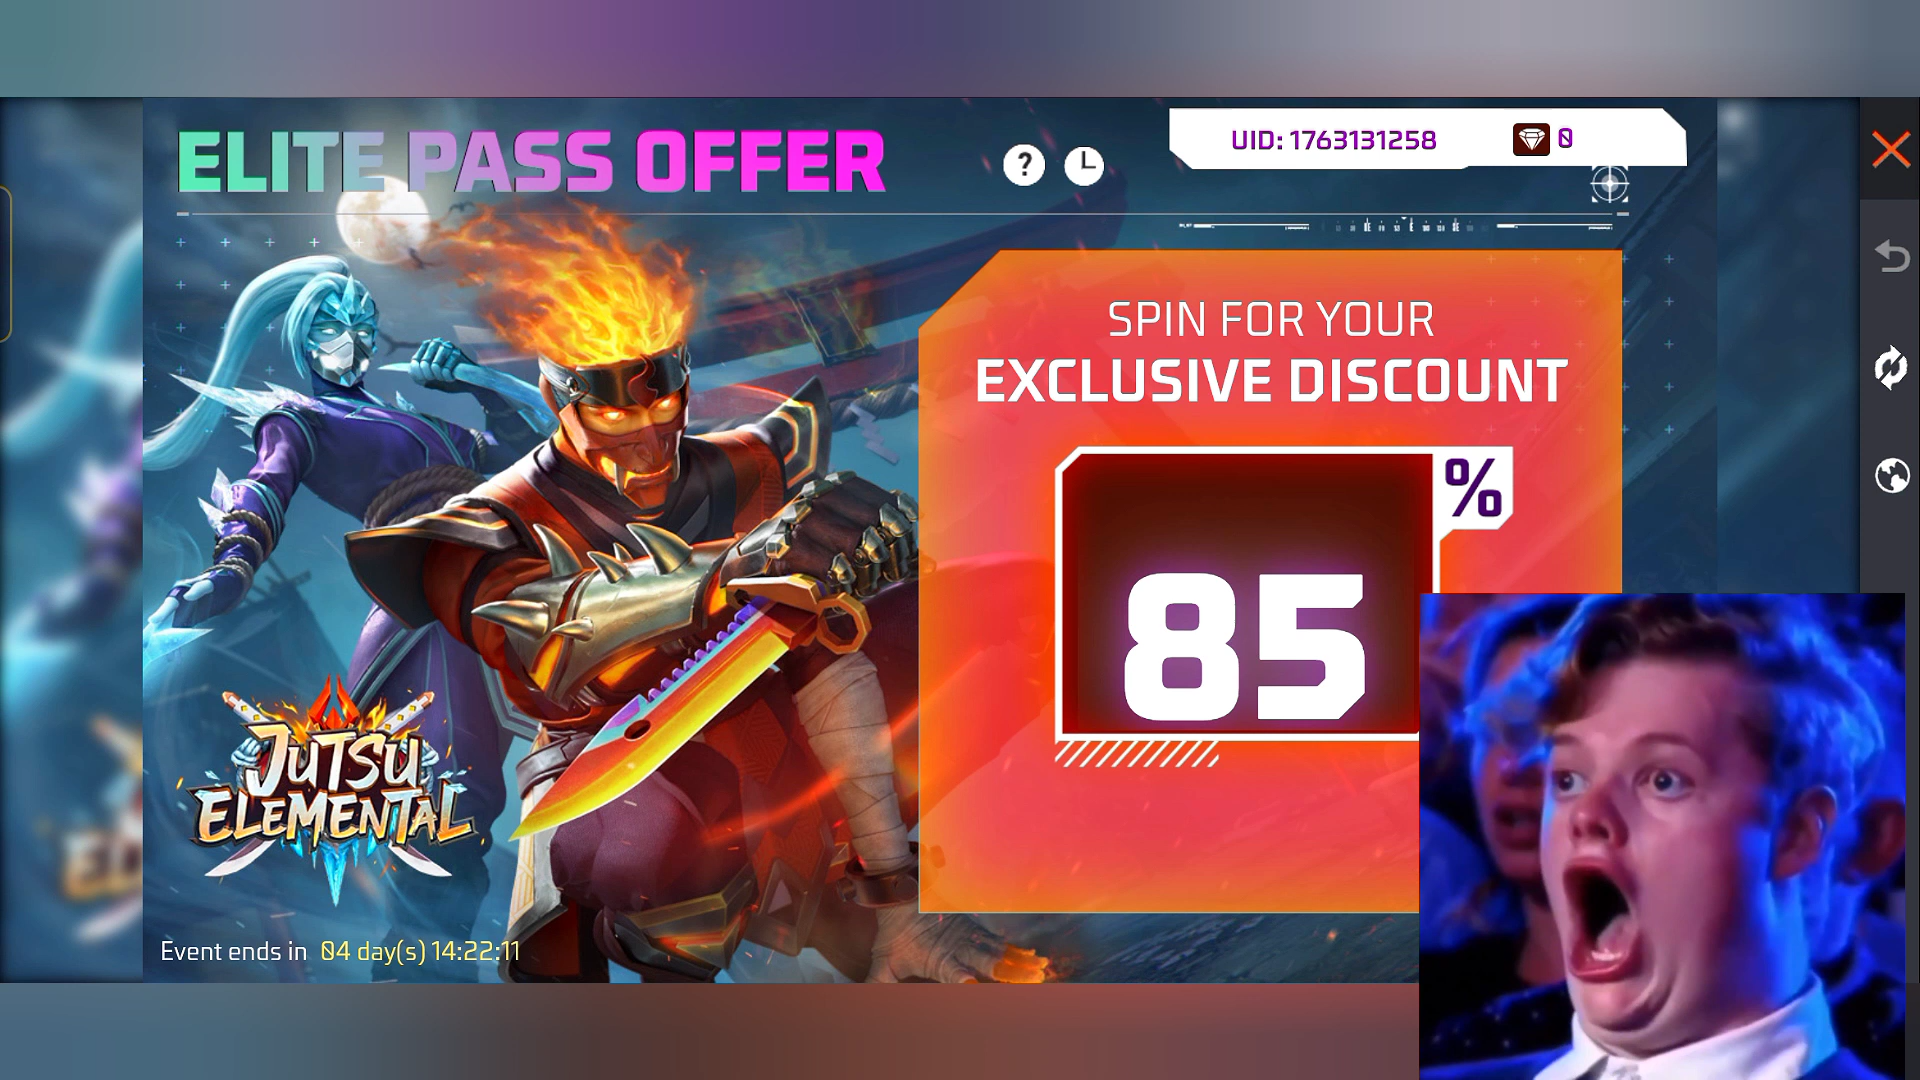 ELITE PASS OFFER
?
UID: 1763131258
0
SPIN FOR YOUR
EXCLUSIVE DISCOUNT
%
85
JUTSU
ELEMENTAL
Event ends in 04 day(s) 14:22:11